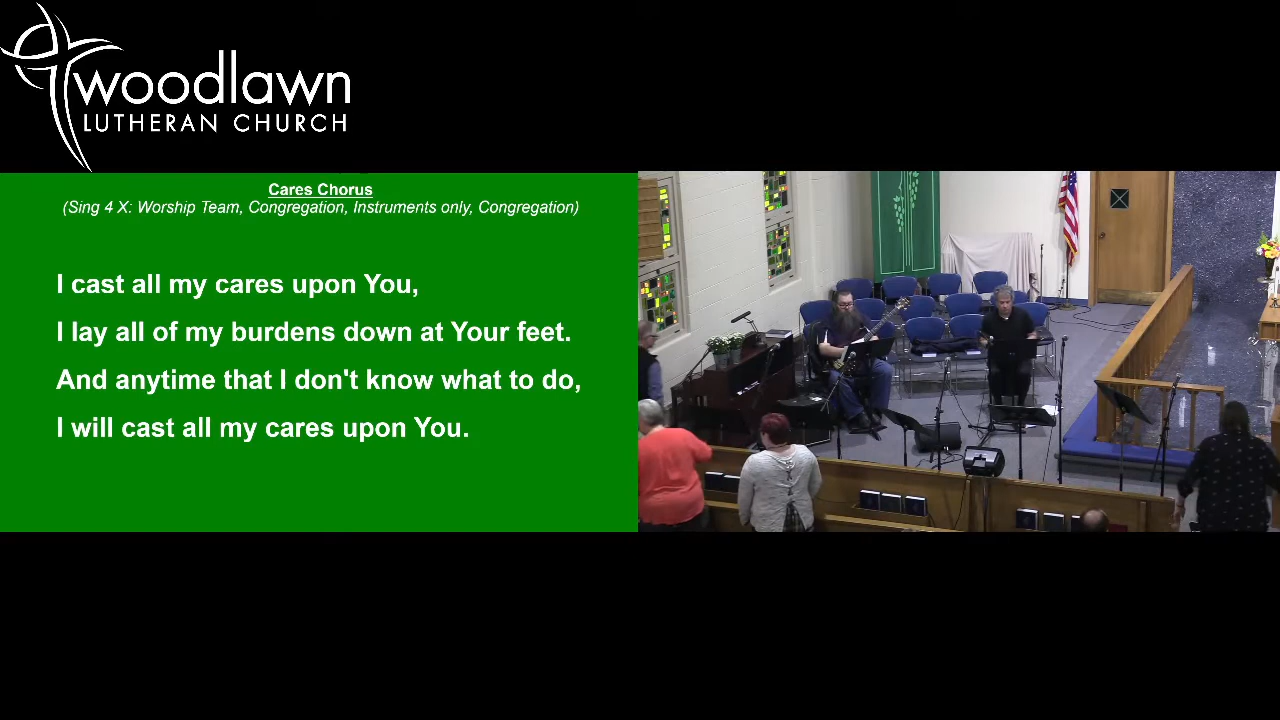 woodlawn
LUTHERAN CHURCH
Cares Chorus
(Sing 4 X: Worship Team, Congregation, Instruments only, Congregation)
I cast all my cares upon You,
I lay all of my burdens down at Your feet.
And anytime that I don't know what to do,
I will cast all my cares upon You.